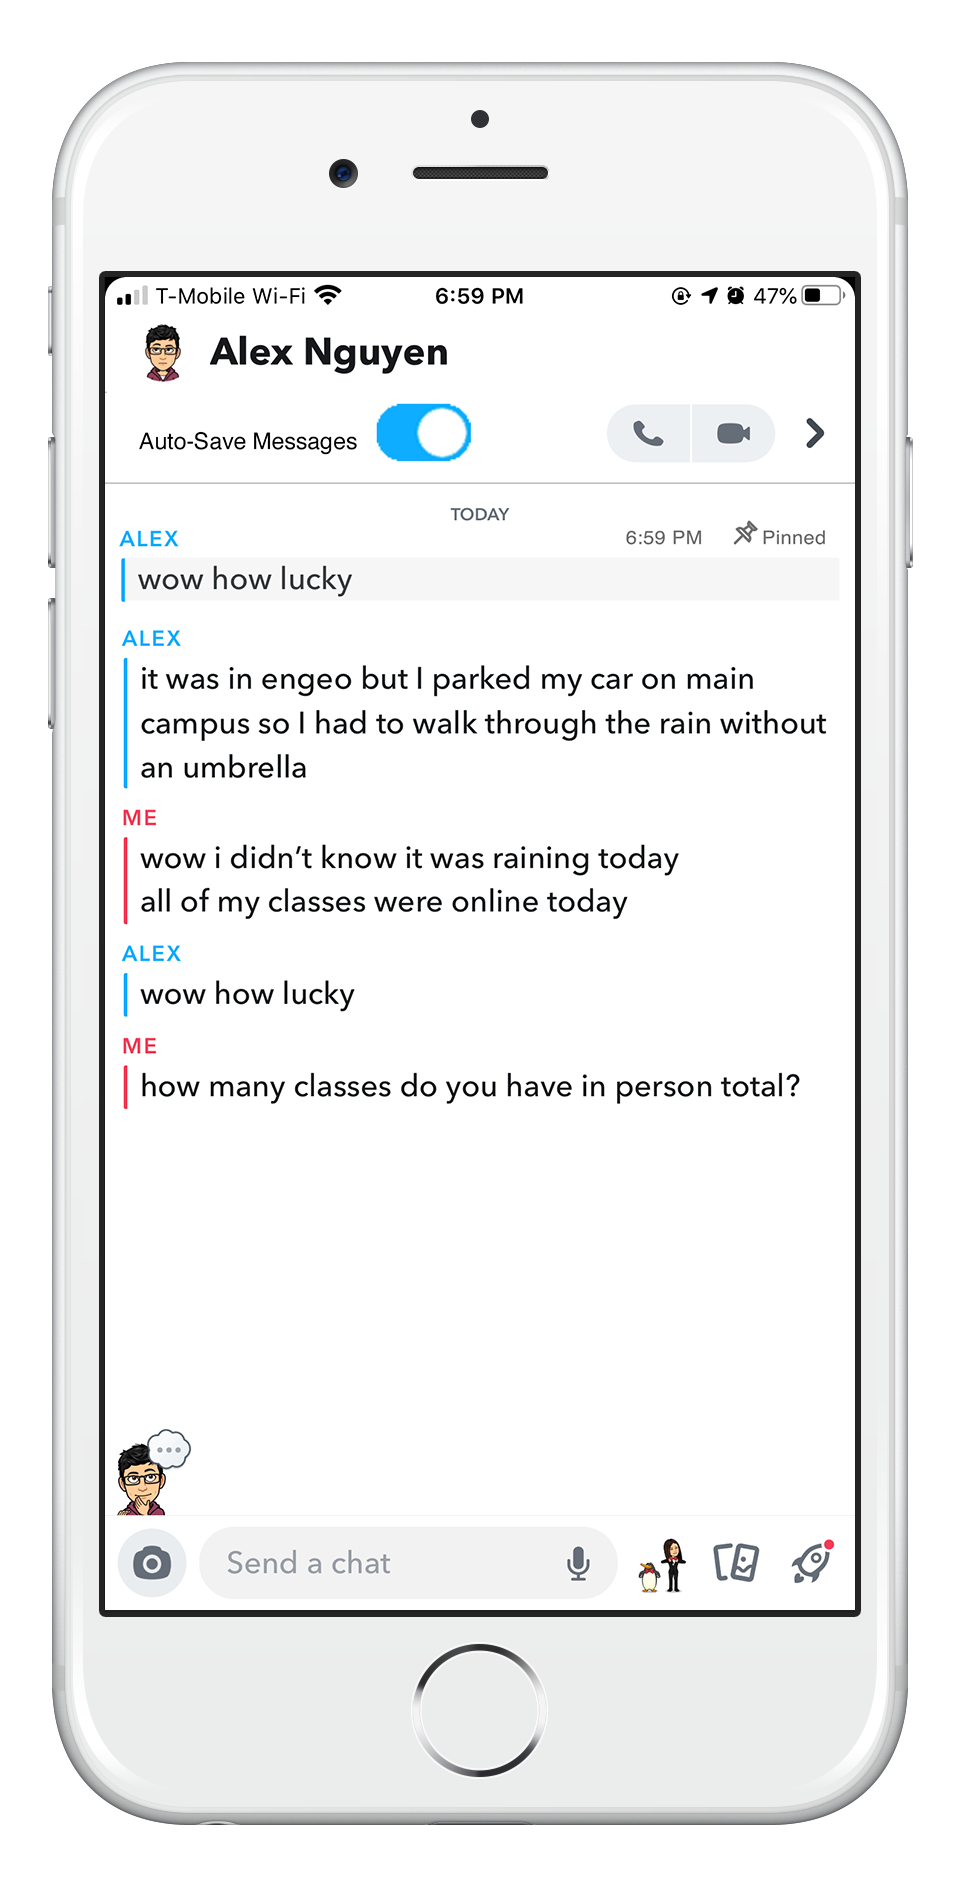 T-Mobile Wi-Fi 6:59 PM 47%
Alex Nguyen
Auto-Save Messages
TODAY
ALEX 6:59 PM Pinned
wow how lucky
ALEX
it was in engeo but I parked my car on main
campus so I had to walk through the rain without
an umbrella
ME
wow i didn’t know it was raining today
all of my classes were online today
ALEX
wow how lucky
ME
how many classes do you have in person total?
Send a chat